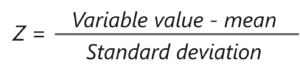 Z = Variable value - mean
Standard deviation